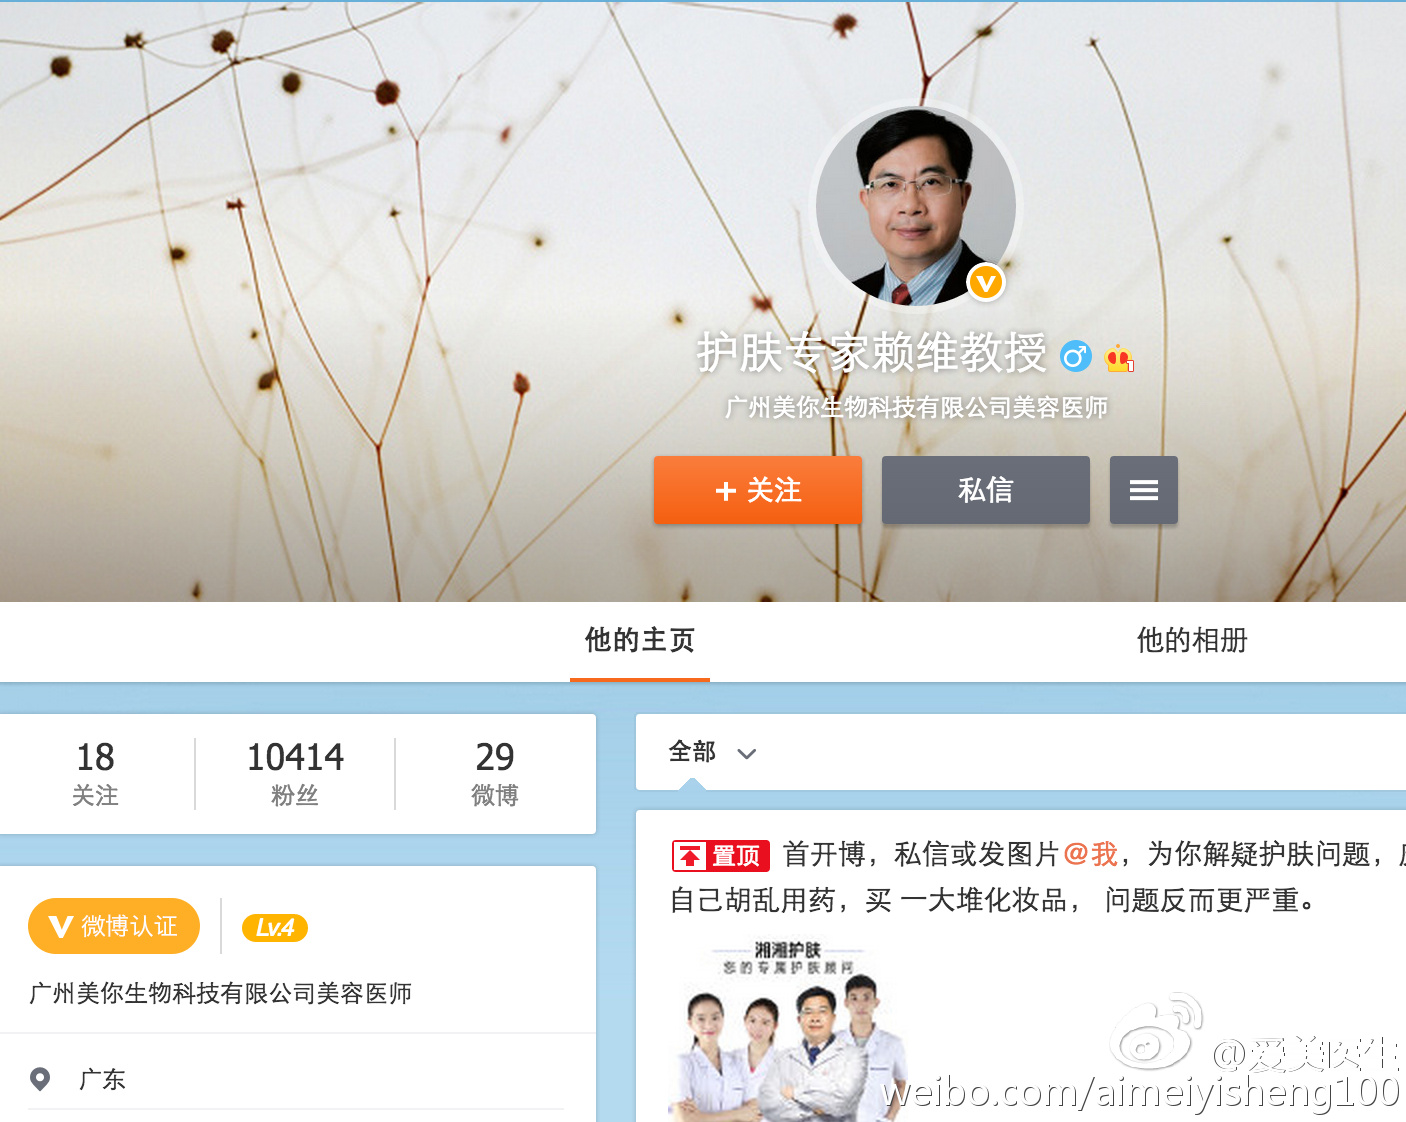 护肤专家赖维教授
广州美你生物科技有限公司美容医师
+ 关注
私信
他的主页
他的相册
18
关注
10414
粉丝
29
微博
全部
置顶 首开博，私信或发图片@我，为你解疑护肤问题，
自己胡乱用药，买 一大堆化妆品， 问题反而更严重。
V 微博认证
Lv.4
广州美你生物科技有限公司美容医师
广东
湘湘护肤
您的专属护肤顾问
@爱美医生
weibo.com/aimeiyisheng100